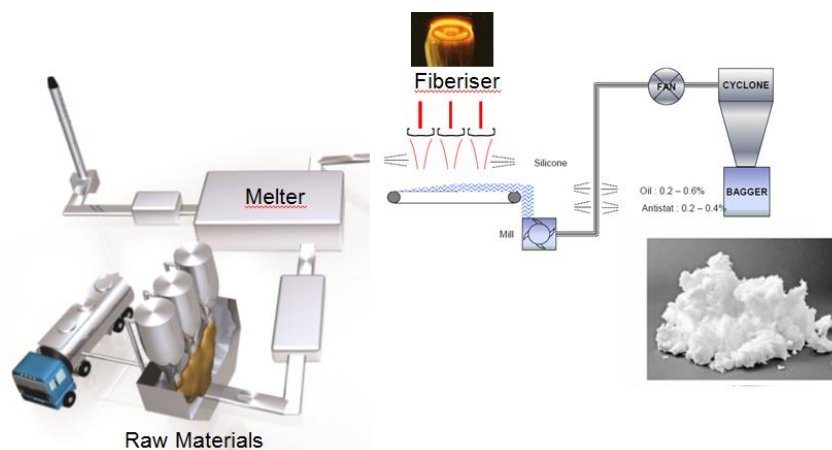 Fiberiser
FAN
CYCLONE
Silicone
Melter
Oil : 0.2 – 0.6%
BAGGER
Antistat : 0.2 – 0.4%
Mill
Raw Materials